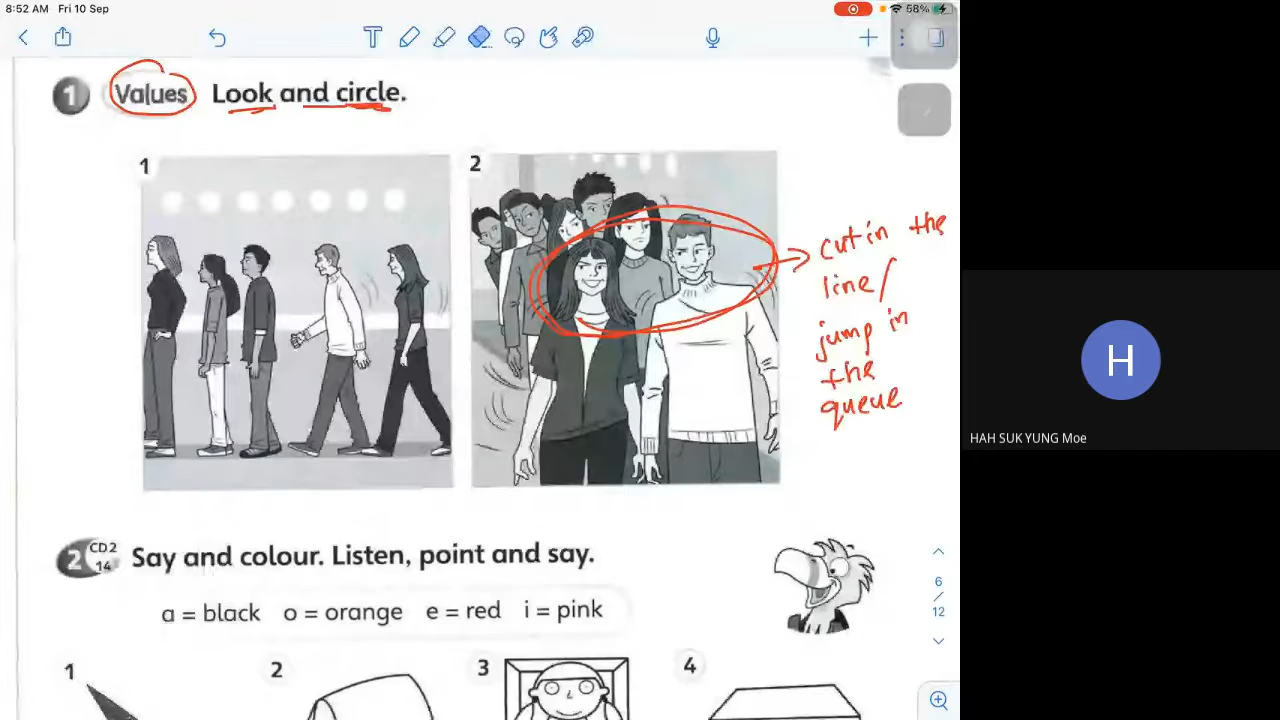 8:52 AM Fri 10 Sep
58%
1 Values Look and circle.
1
2
cut in the
line/
jump in
the
queue
H
HAH SUK YUNG Moe
2 CD2 14 Say and colour. Listen, point and say.
a = black o = orange e = red i = pink
6
/
12
1 2 3 4